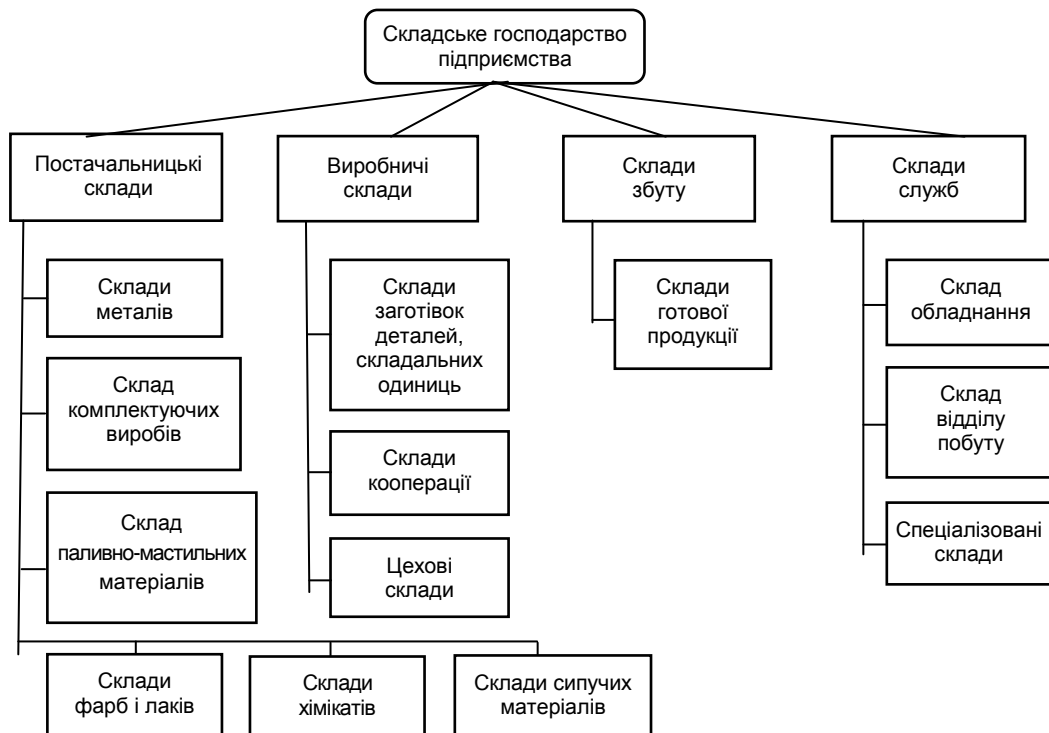 Складське господарство
підприємства
Постачальницькі
склади
Виробничі
склади
Склади
збуту
Склади
служб
Склади
металів
Склад
комплектуючих
виробів
Склад
паливно-мастильних
матеріалів
Склади
фарб і лаків
Склади
хімікатів
Склади сипучих
матеріалів
Склади
заготівок
деталей,
складальних
одиниць
Склади
кооперації
Цехові
склади
Склади
готової
продукції
Склад
обладнання
Склад
відділу
побуту
Спеціалізовані
склади